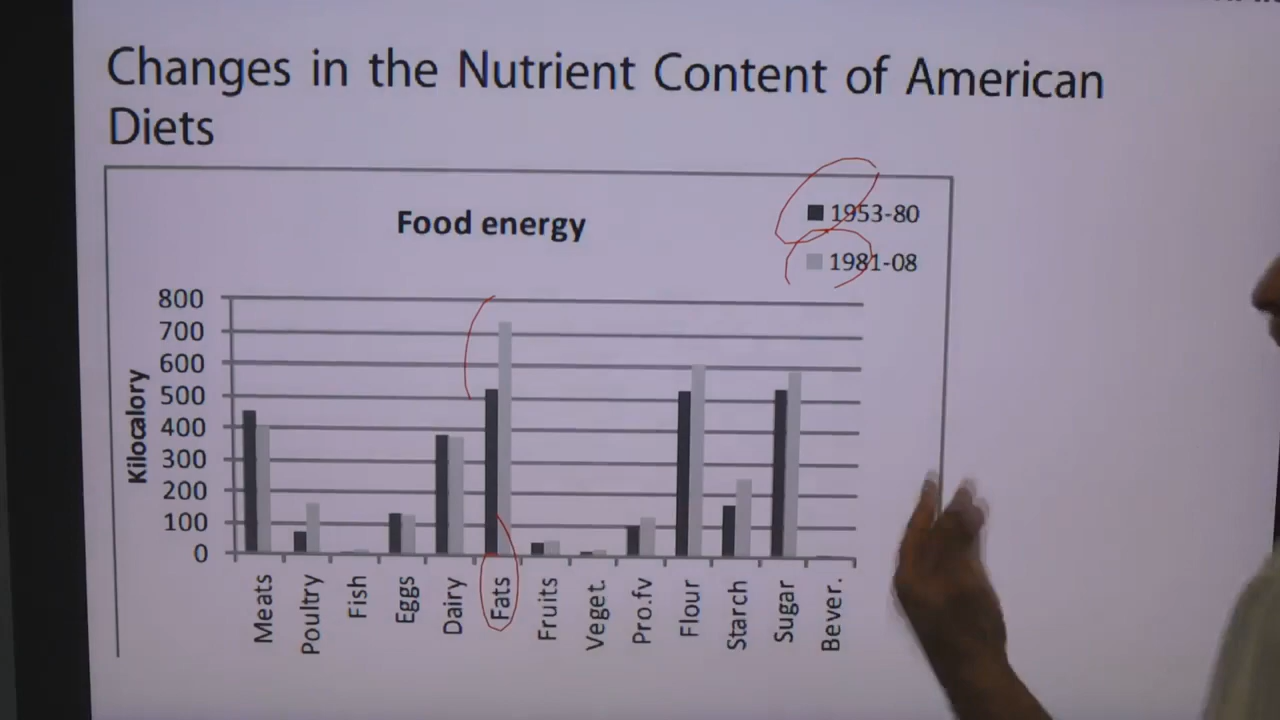 Changes in the Nutrient Content of American
Diets
Food energy
1953-80
1981-08
Kilocalory
800
700
600
500
400
300
200
100
0
Meats
Poultry
Fish
Eggs
Dairy
Fats
Fruits
Veget.
Pro.fv
Flour
Starch
Sugar
Bever.